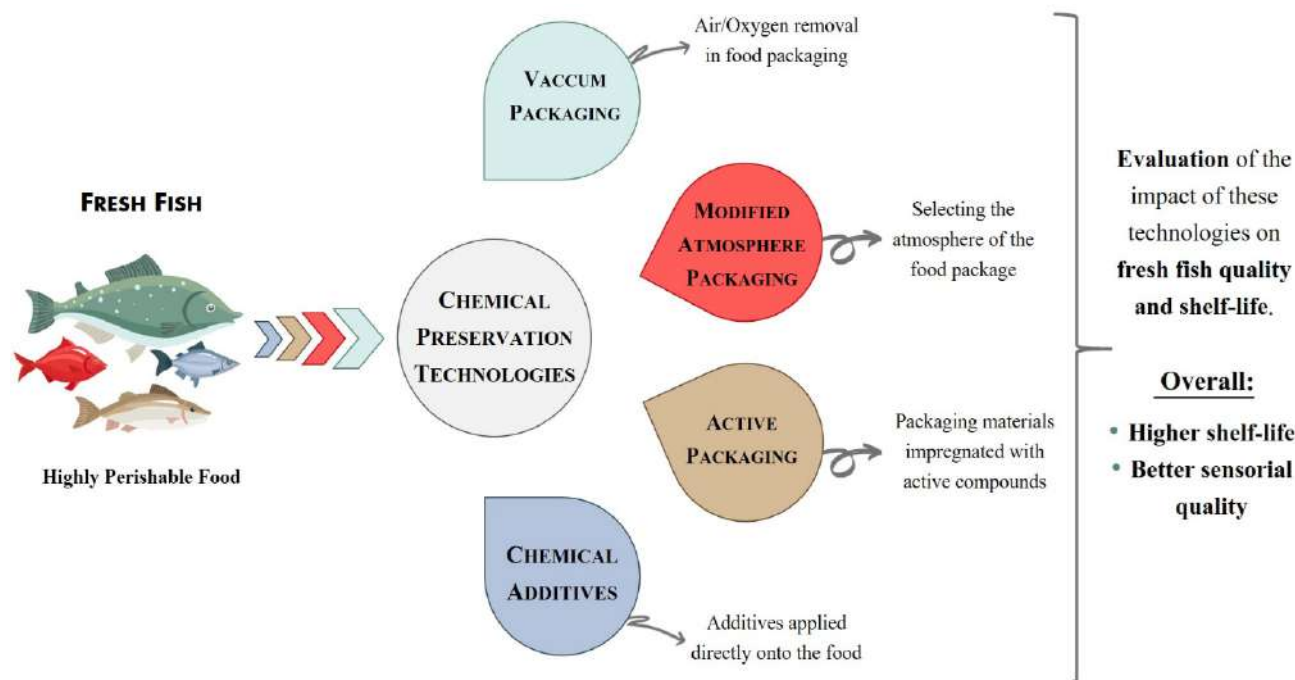 FRESH FISH
Highly Perishable Food
CHEMICAL
PRESERVATION
TECHNOLOGIES
VACCUM
PACKAGING
Air/Oxygen removal
in food packaging
MODIFIED
ATMOSPHERE
PACKAGING
Selecting the
atmosphere of the
food package
ACTIVE
PACKAGING
Packaging materials
impregnated with
active compounds
CHEMICAL
ADDITIVES
Additives applied
directly onto the food
Evaluation of the
impact of these
technologies on
fresh fish quality
and shelf-life.
Overall:
• Higher shelf-life
• Better sensorial
quality